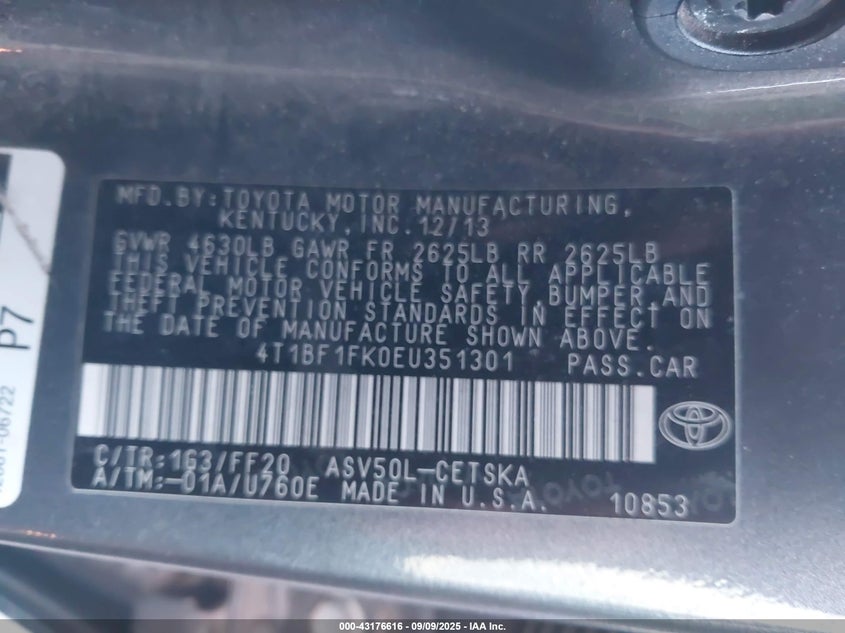 MFD.BY:TOYOTA MOTOR MANUFACTURING,
KENTUCKY,INC.12/13
GVWR 4630LB GAWR FR 2625LB RR 2625LB
THIS VEHICLE CONFORMS TO ALL APPLICABLE
FEDERAL MOTOR VEHICLE SAFETY,BUMPER,AND
THEFT PREVENTION STANDARDS IN EFFECT ON
THE DATE OF MANUFACTURE SHOWN ABOVE.
4T1BF1FK0EU351301 PASS.CAR
C/TR:1G3/FF20 ASV50L-CETSKA
A/TM:-01A/U760E MADE IN U.S.A. 10853
P7
06722
000-43176616 - 09/09/2025 - IAA Inc.